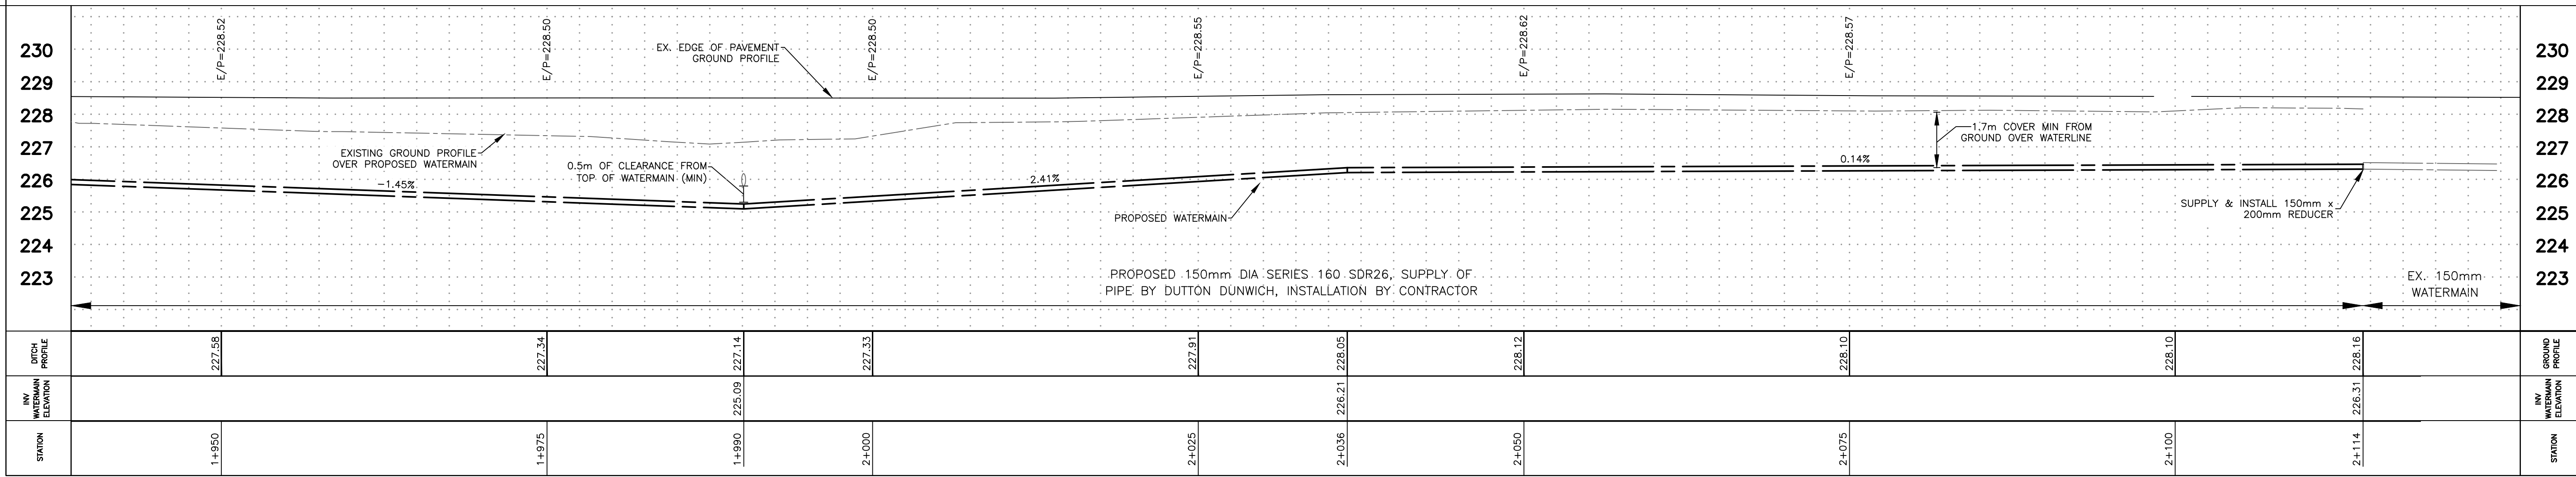 E/P=228.52
E/P=228.50
E/P=228.50
E/P=228.55
E/P=228.62
E/P=228.57
230
229
228
227
226
225
224
223
EX. EDGE OF PAVEMENT
GROUND PROFILE
EXISTING GROUND PROFILE
OVER PROPOSED WATERMAIN
0.5m OF CLEARANCE FROM
TOP OF WATERMAIN (MIN)
-1.45%
2.41%
0.14%
PROPOSED WATERMAIN
1.7m COVER MIN FROM
GROUND OVER WATERLINE
SUPPLY & INSTALL 150mm x
200mm REDUCER
PROPOSED 150mm DIA SERIES 160 SDR26, SUPPLY OF
PIPE BY DUTTON DUNWICH, INSTALLATION BY CONTRACTOR
EX. 150mm
WATERMAIN
230
229
228
227
226
225
224
223
DITCH
PROFILE
227.58
227.34
227.14
227.33
227.91
228.05
228.12
228.10
228.10
228.16
GROUND
PROFILE
INV
WATERMAIN
ELEVATION
225.09
226.21
226.31
INV
WATERMAIN
ELEVATION
STATION
1+950
1+975
1+990
2+000
2+025
2+036
2+050
2+075
2+100
2+114
STATION